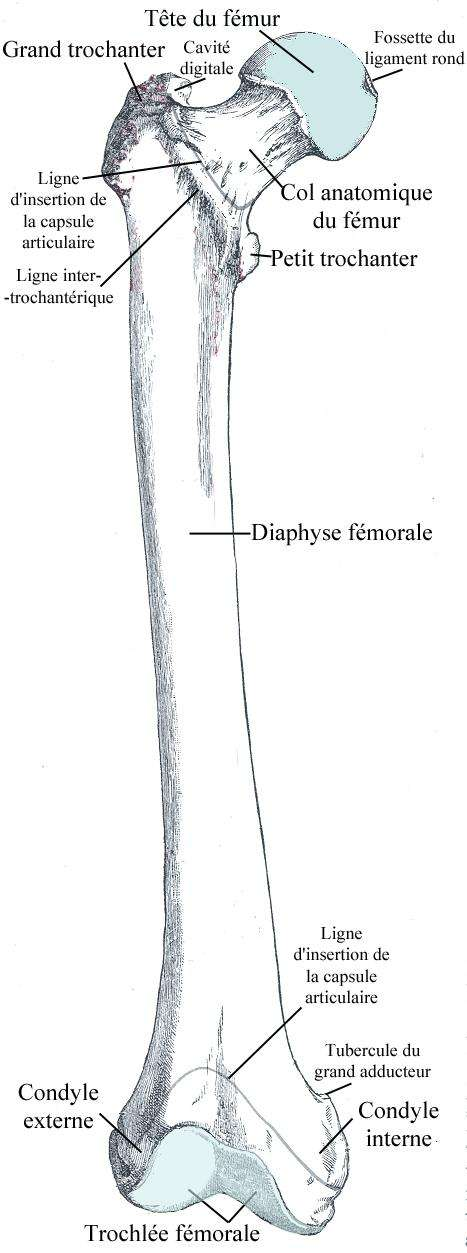 Tête du fémur
Grand trochanter
Cavité
digitale
Fossette du
ligament rond
Ligne
d'insertion de
la capsule
articulaire
Col anatomique
du fémur
Ligne inter-
-trochantérique
Petit trochanter
Diaphyse fémorale
Ligne
d'insertion de
la capsule
articulaire
Tubercule du
grand adducteur
Condyle
externe
Condyle
interne
Trochlée fémorale